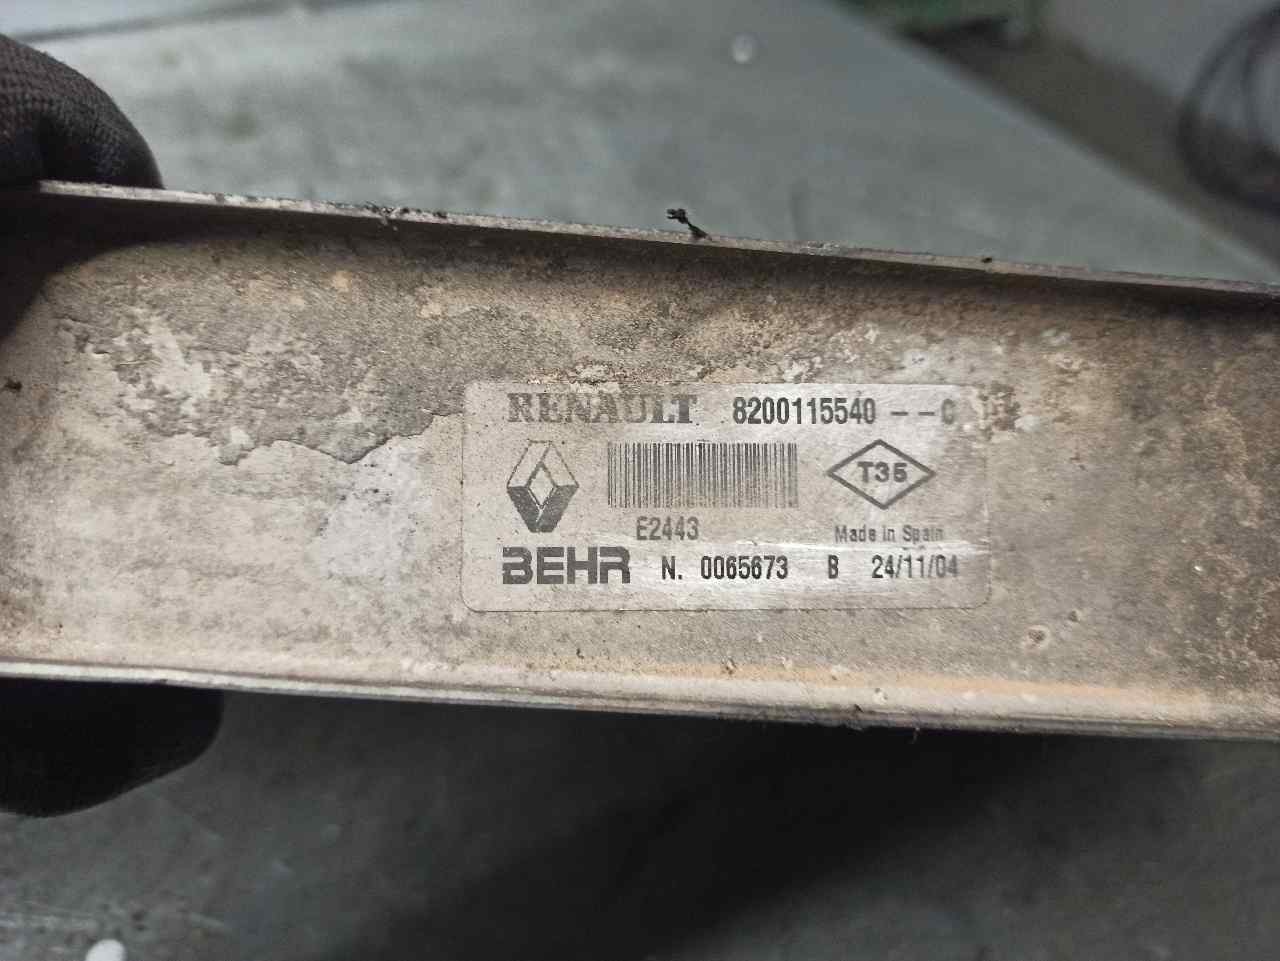 RENAULT 8200115540 - - C
T35
E2443
Made in Spain
BEHR N. 0065673 B 24/11/04